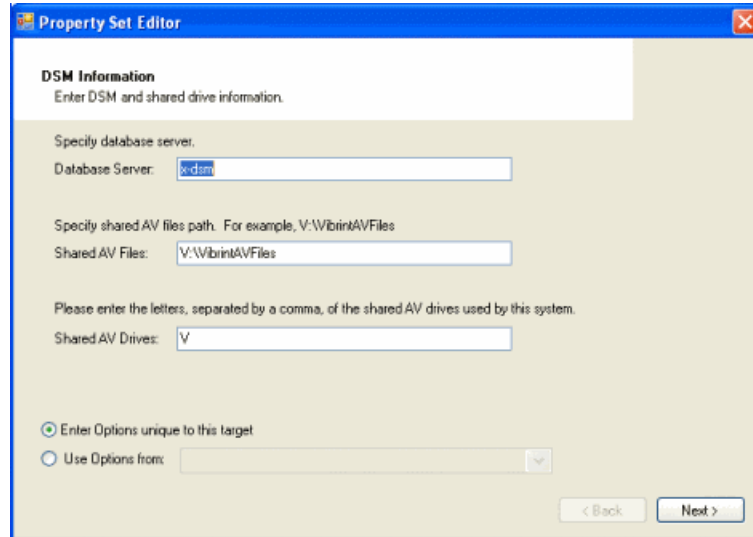 Property Set Editor
DSM Information
Enter DSM and shared drive information.
Specify database server.
Database Server: x-dsm
Specify shared AV files path. For example, V:\VibrintAVFiles
Shared AV Files: V:\VibrintAVFiles
Please enter the letters, separated by a comma, of the shared AV drives used by this system.
Shared AV Drives: V
Enter Options unique to this target
Use Options from:
< Back Next >